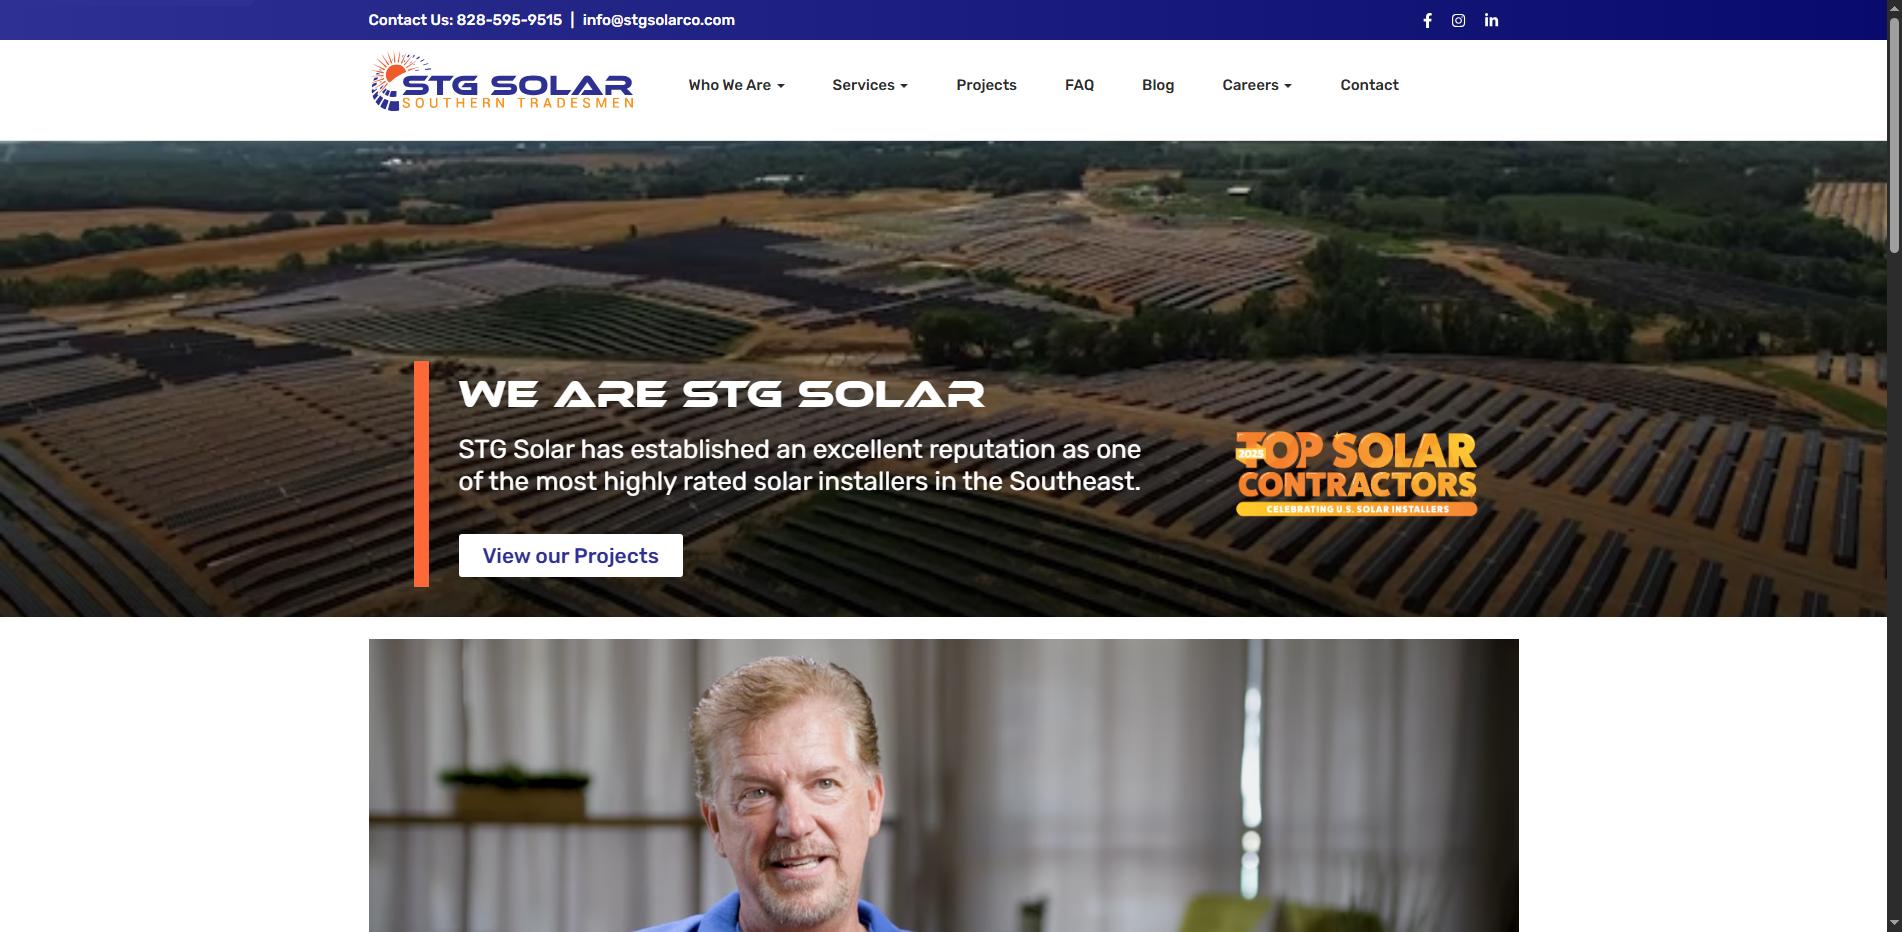 Contact Us: 828-595-9515 | info@stgsolarco.com
STG SOLAR
SOUTHERN TRADESMEN
Who We Are
Services
Projects
FAQ
Blog
Careers
Contact
WE ARE STG SOLAR
STG Solar has established an excellent reputation as one
of the most highly rated solar installers in the Southeast.
View our Projects
2025
TOP SOLAR
CONTRACTORS
CELEBRATING U.S. SOLAR INSTALLERS